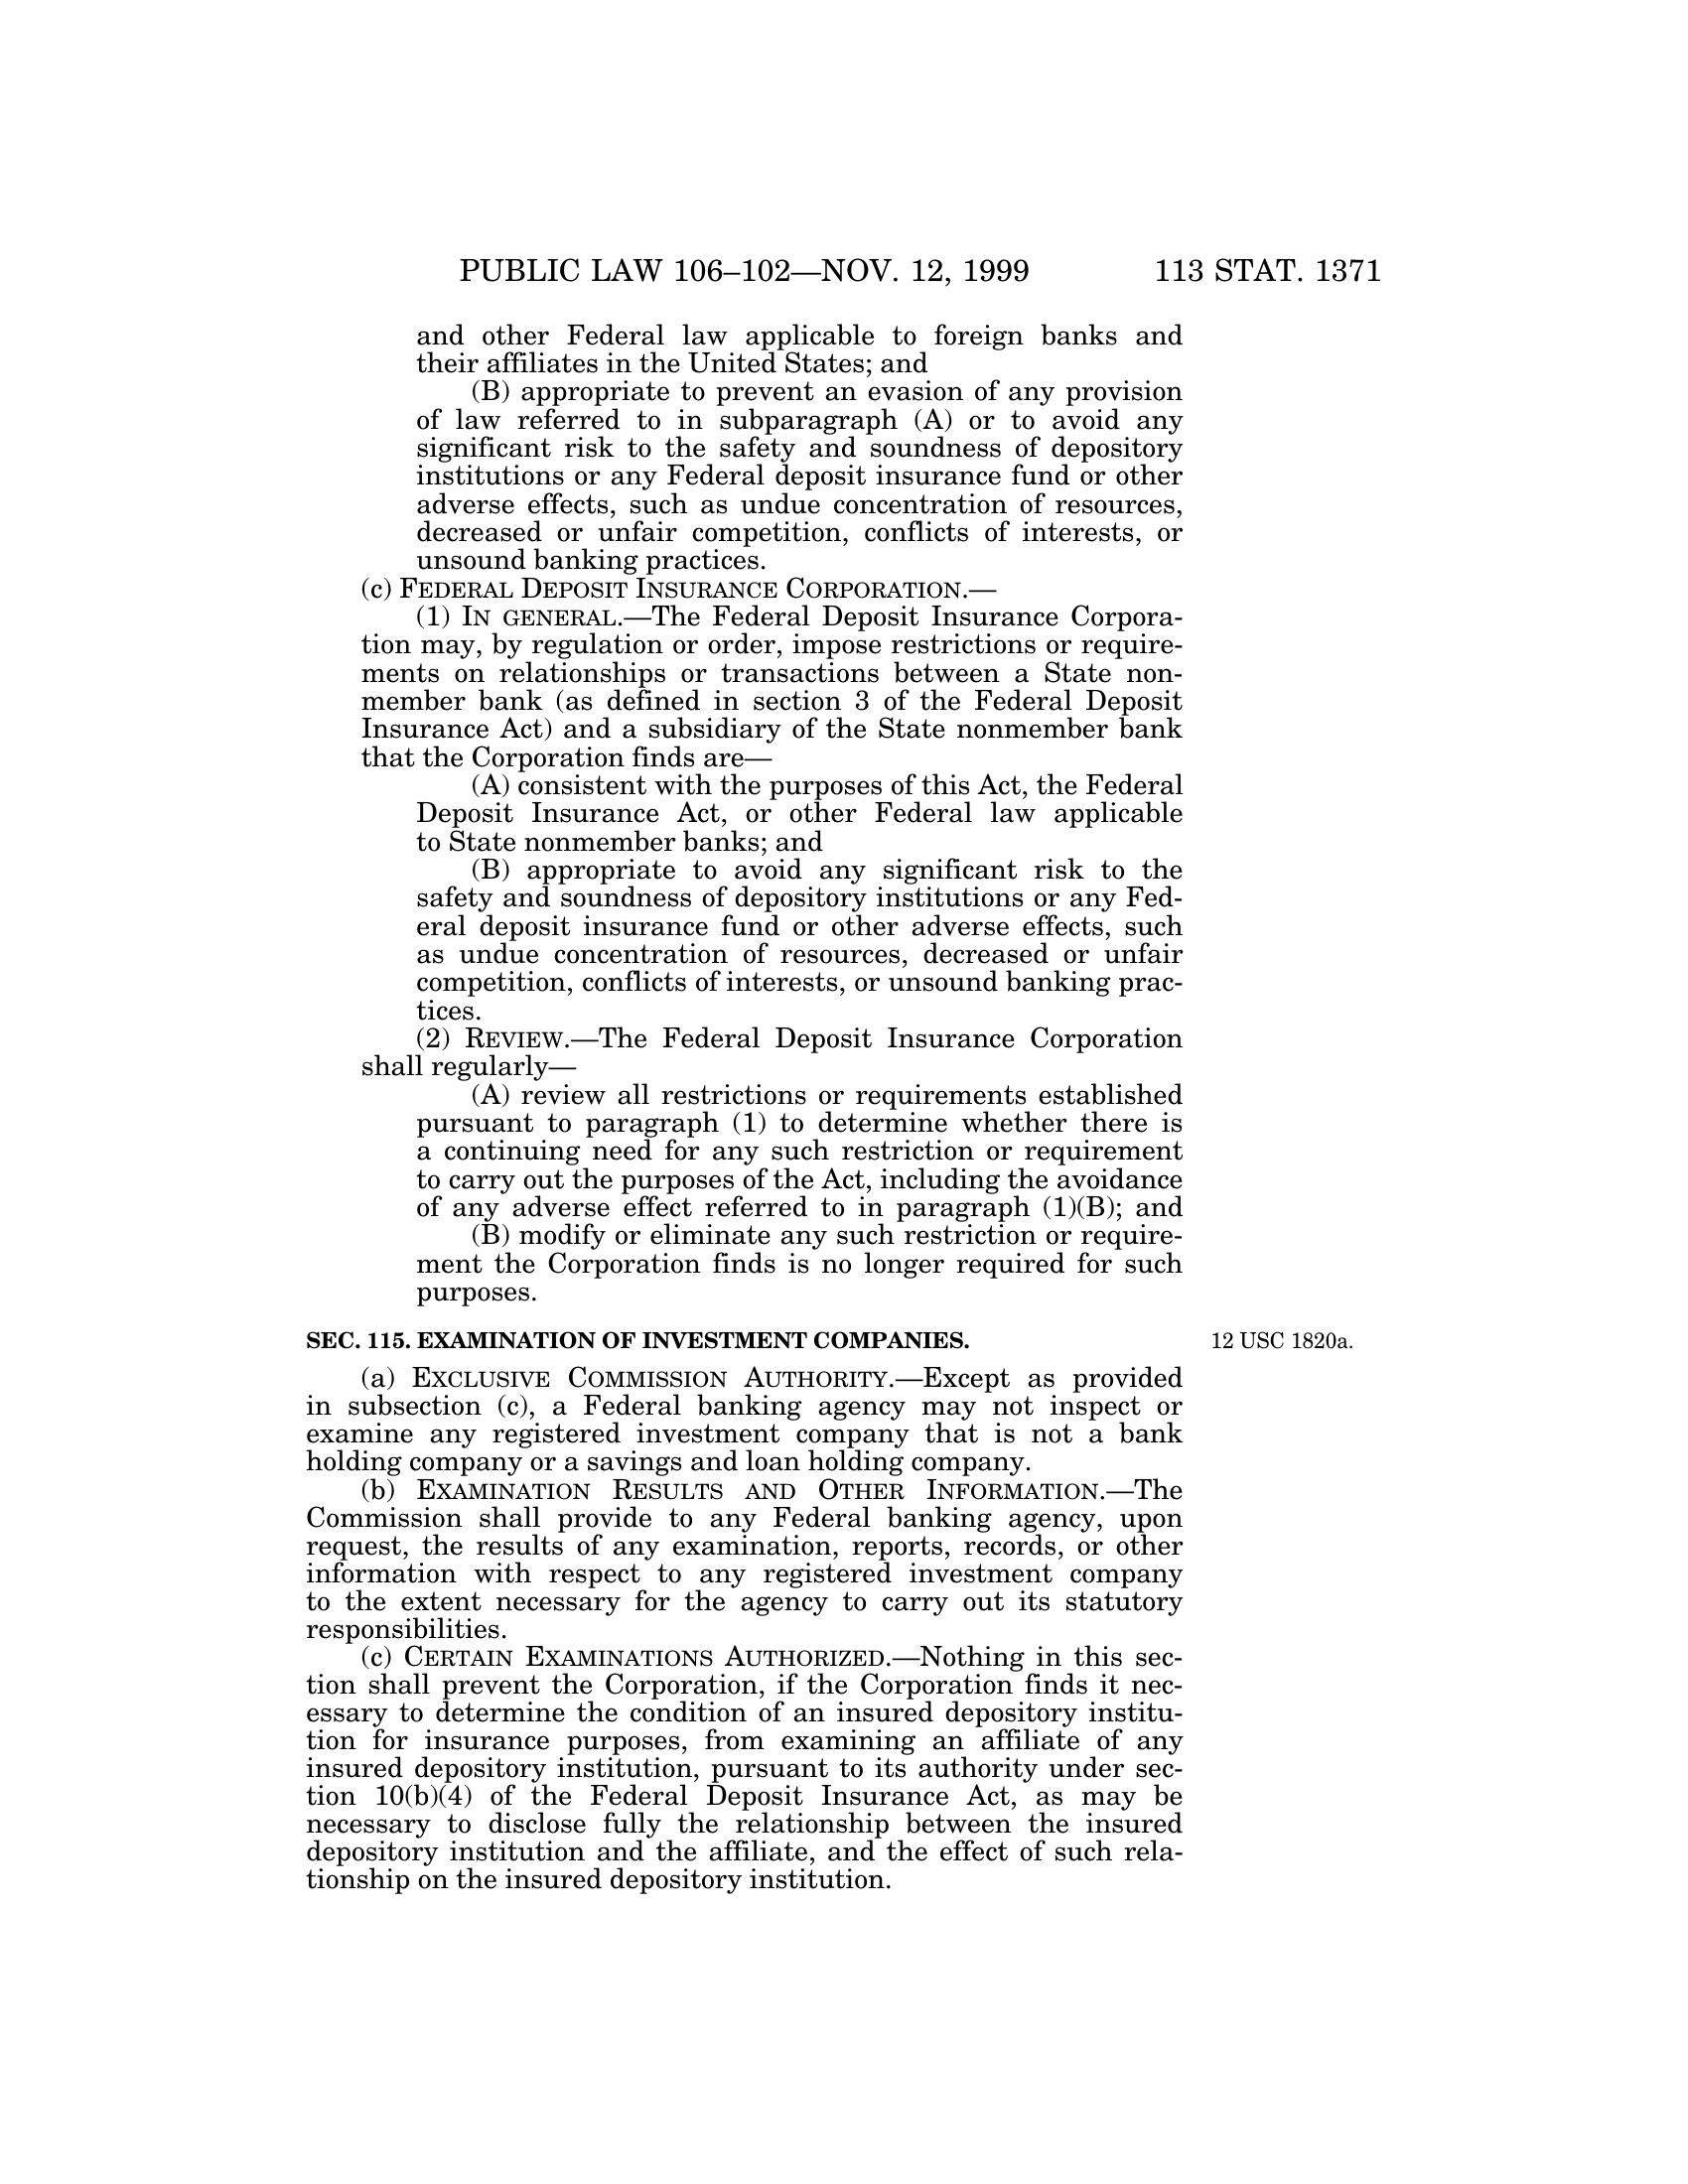 PUBLIC LAW 106–102—NOV. 12, 1999 113 STAT. 1371
and other Federal law applicable to foreign banks and
their affiliates in the United States; and
(B) appropriate to prevent an evasion of any provision
of law referred to in subparagraph (A) or to avoid any
significant risk to the safety and soundness of depository
institutions or any Federal deposit insurance fund or other
adverse effects, such as undue concentration of resources,
decreased or unfair competition, conflicts of interests, or
unsound banking practices.
(c) FEDERAL DEPOSIT INSURANCE CORPORATION.—
(1) IN GENERAL.—The Federal Deposit Insurance Corpora-
tion may, by regulation or order, impose restrictions or require-
ments on relationships or transactions between a State non-
member bank (as defined in section 3 of the Federal Deposit
Insurance Act) and a subsidiary of the State nonmember bank
that the Corporation finds are—
(A) consistent with the purposes of this Act, the Federal
Deposit Insurance Act, or other Federal law applicable
to State nonmember banks; and
(B) appropriate to avoid any significant risk to the
safety and soundness of depository institutions or any Fed-
eral deposit insurance fund or other adverse effects, such
as undue concentration of resources, decreased or unfair
competition, conflicts of interests, or unsound banking prac-
tices.
(2) REVIEW.—The Federal Deposit Insurance Corporation
shall regularly—
(A) review all restrictions or requirements established
pursuant to paragraph (1) to determine whether there is
a continuing need for any such restriction or requirement
to carry out the purposes of the Act, including the avoidance
of any adverse effect referred to in paragraph (1)(B); and
(B) modify or eliminate any such restriction or require-
ment the Corporation finds is no longer required for such
purposes.
SEC. 115. EXAMINATION OF INVESTMENT COMPANIES. 12 USC 1820a.
(a) EXCLUSIVE COMMISSION AUTHORITY.—Except as provided
in subsection (c), a Federal banking agency may not inspect or
examine any registered investment company that is not a bank
holding company or a savings and loan holding company.
(b) EXAMINATION RESULTS AND OTHER INFORMATION.—The
Commission shall provide to any Federal banking agency, upon
request, the results of any examination, reports, records, or other
information with respect to any registered investment company
to the extent necessary for the agency to carry out its statutory
responsibilities.
(c) CERTAIN EXAMINATIONS AUTHORIZED.—Nothing in this sec-
tion shall prevent the Corporation, if the Corporation finds it nec-
essary to determine the condition of an insured depository institu-
tion for insurance purposes, from examining an affiliate of any
insured depository institution, pursuant to its authority under sec-
tion 10(b)(4) of the Federal Deposit Insurance Act, as may be
necessary to disclose fully the relationship between the insured
depository institution and the affiliate, and the effect of such rela-
tionship on the insured depository institution.